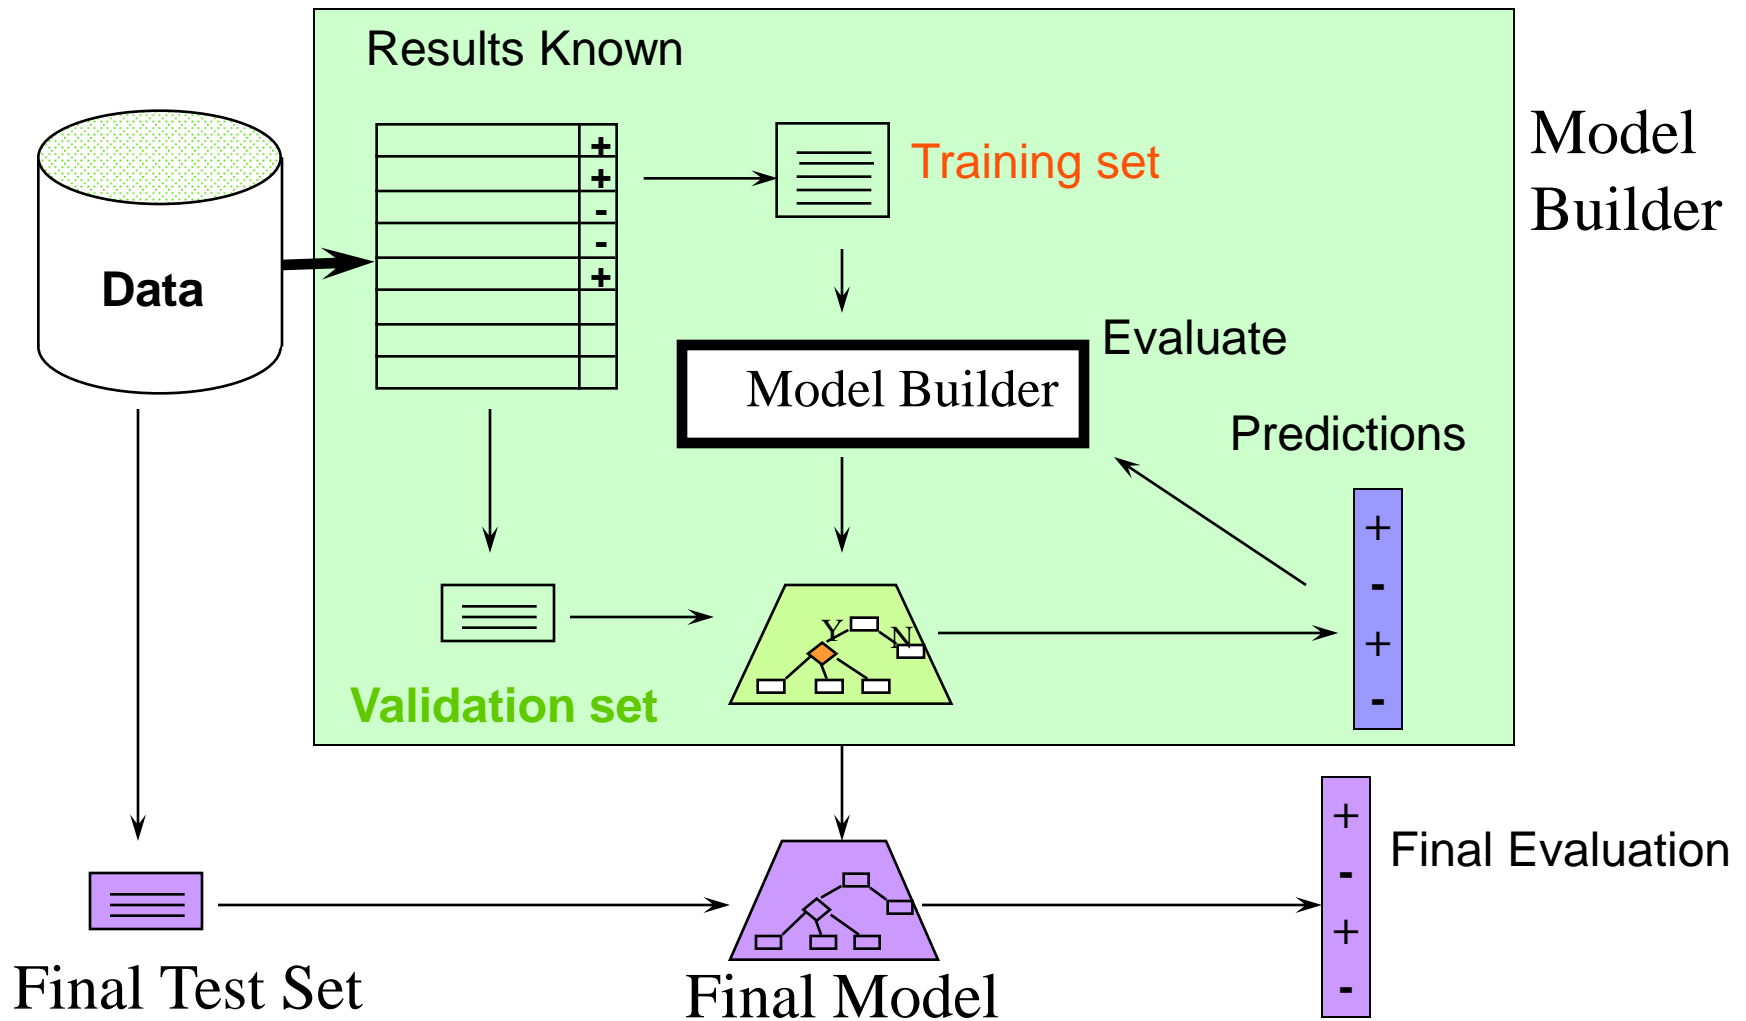 Results Known
Model
Builder
+
+
-
-
+
Training set
Data
Evaluate
Model Builder
Predictions
+
-
+
-
Y
N
Validation set
+
-
+
-
Final Evaluation
Final Test Set
Final Model